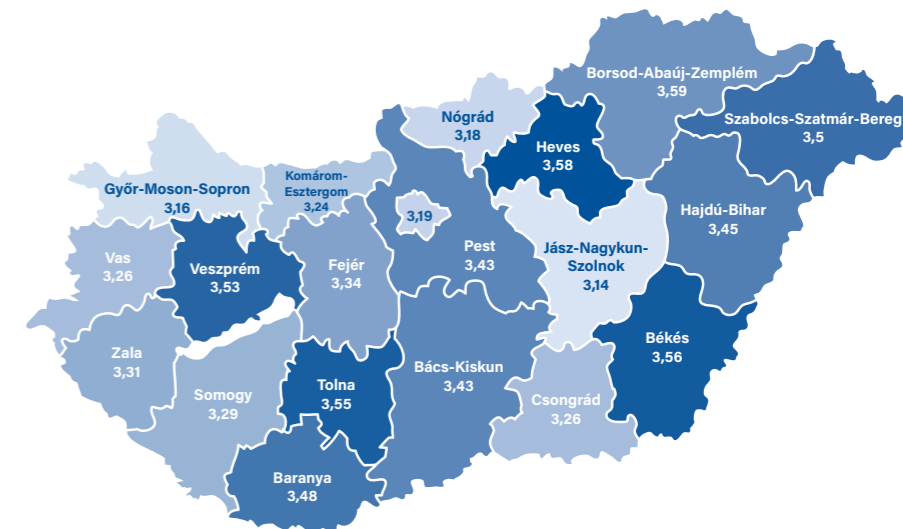 Borsod-Abaúj-Zemplém
3,59
Szabolcs-Szatmár-Bereg
3,5
Nógrád
3,18
Heves
3,58
Komárom-
Esztergom
3,24
Győr-Moson-Sopron
3,16
Hajdú-Bihar
3,45
3,19
Pest
3,43
Jász-Nagykun-
Szolnok
3,14
Vas
3,26
Veszprém
3,53
Fejér
3,34
Békés
3,56
Zala
3,31
Bács-Kiskun
3,43
Tolna
3,55
Somogy
3,29
Csongrád
3,26
Baranya
3,48